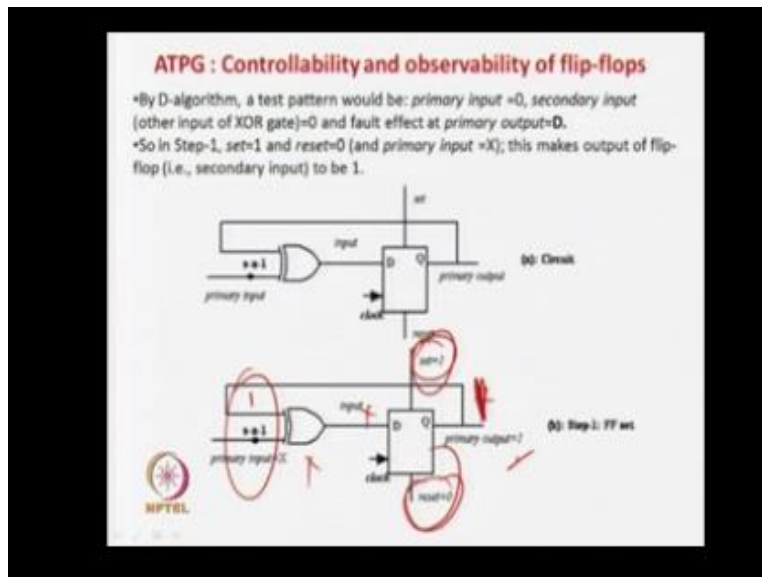 ATPG : Controllability and observability of flip-flops
•By D-algorithm, a test pattern would be: primary input =0, secondary input
(other input of XOR gate)=0 and fault effect at primary output=D.
•So in Step-1, set=1 and reset=0 (and primary input =X); this makes output of flip-
flop (i.e., secondary input) to be 1.
set
input
s-a-1
D Q
(a): Circuit
primary input
primary output
clock
reset
set=1
1
input
s-a-1
D Q
(b): Step-1: FF set
primary input=X
primary output=1
clock
reset=0
NPTEL